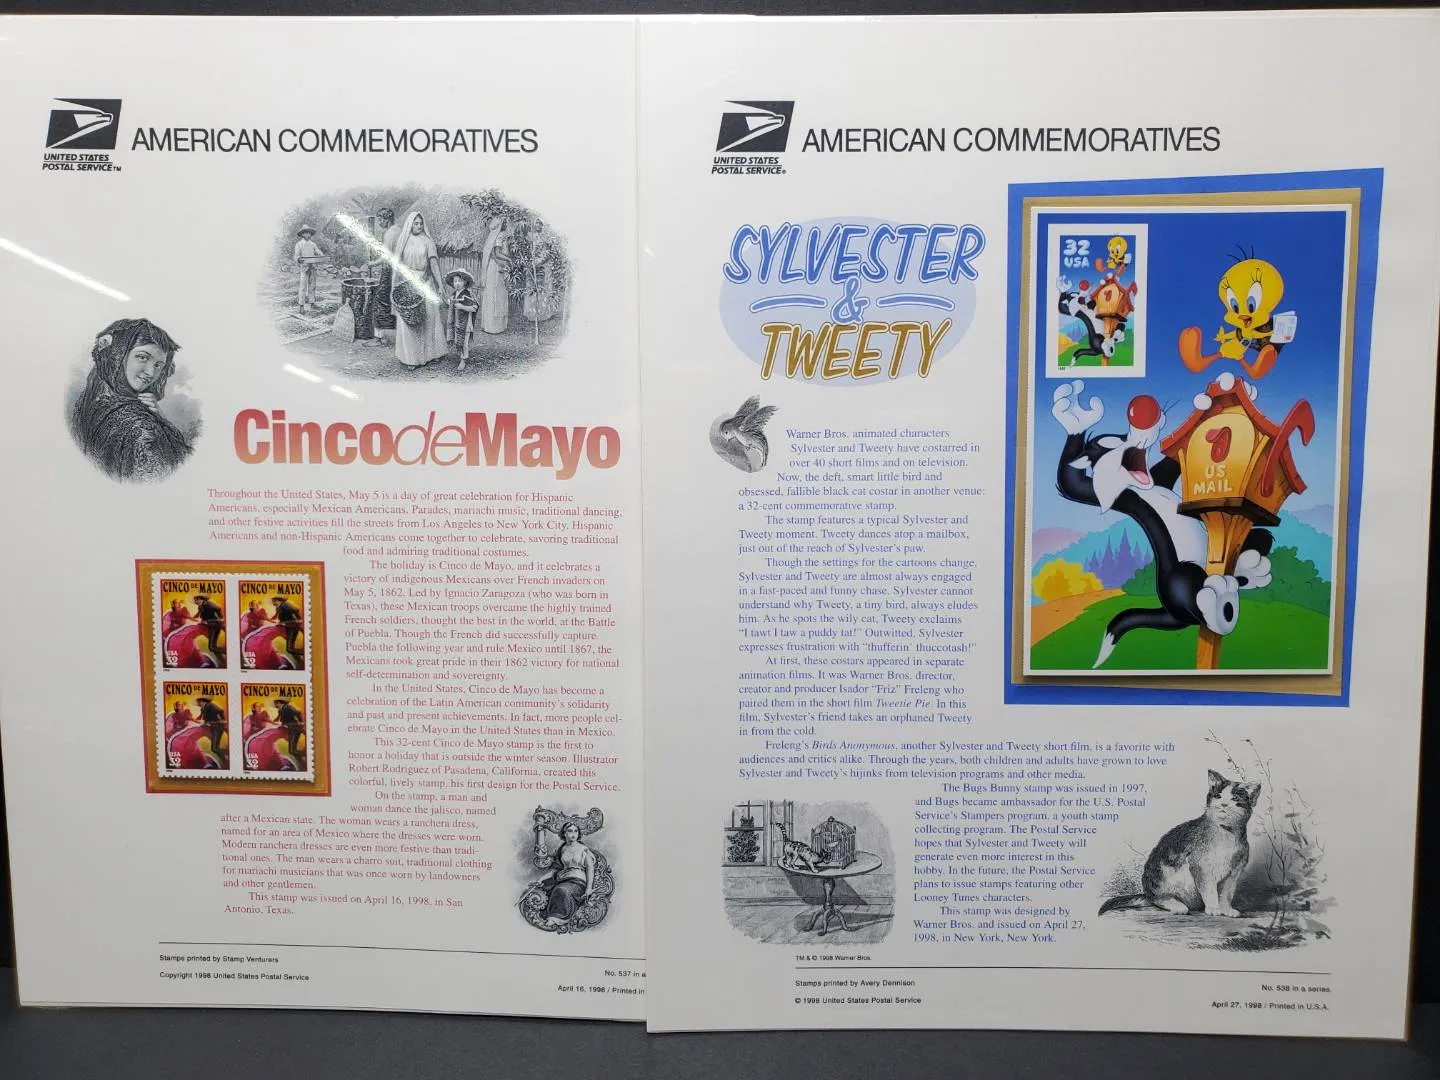 UNITED STATES
POSTAL SERVICE™
AMERICAN COMMEMORATIVES
CincodeMayo
Throughout the United States, May 5 is a day of great celebration for Hispanic
Americans, especially Mexican Americans. Parades, mariachi music, traditional dancing,
and other festive activities fill the streets from Los Angeles to New York City. Hispanic
Americans and non-Hispanic Americans come together to celebrate, savoring traditional
food and admiring traditional costumes.
The holiday is Cinco de Mayo, and it celebrates a
victory of indigenous Mexicans over French invaders on
May 5, 1862. Led by Ignacio Zaragoza (who was born in
Texas), these Mexican troops overcame the highly trained
French soldiers, thought the best in the world, at the Battle
of Puebla. Though the French did successfully capture
Puebla the following year and rule Mexico until 1867, the
Mexicans took great pride in their 1862 victory for national
self-determination and sovereignty.
In the United States, Cinco de Mayo has become a
celebration of the Latin American community's solidarity
and past and present achievements. In fact, more people cel-
ebrate Cinco de Mayo in the United States than in Mexico.
This 32-cent Cinco de Mayo stamp is the first to
honor a holiday that is outside the winter season. Illustrator
Robert Rodriguez of Pasadena, California, created this
colorful, lively stamp, his first design for the Postal Service.
On the stamp, a man and
woman dance the jalisco, named
after a Mexican state. The woman wears a ranchera dress,
named for an area of Mexico where the dresses were worn.
Modern ranchera dresses are even more festive than tradi-
tional ones. The man wears a charro suit, traditional clothing
for mariachi musicians that was once worn by landowners
and other gentlemen.
This stamp was issued on April 16, 1998, in San
Antonio, Texas.
CINCO DE MAYO
USA
32
1998
CINCO DE MAYO
USA
32
1998
CINCO DE MAYO
USA
32
1998
CINCO DE MAYO
USA
32
1998
Stamps printed by Stamp Venturers
Copyright 1998 United States Postal Service
No. 537 in a
April 16, 1998 / Printed in
UNITED STATES
POSTAL SERVICE®
AMERICAN COMMEMORATIVES
SYLVESTER
&
TWEETY
Warner Bros. animated characters
Sylvester and Tweety have costarred in
over 40 short films and on television.
Now, the deft, smart little bird and
obsessed, fallible black cat costar in another venue:
a 32-cent commemorative stamp.
The stamp features a typical Sylvester and
Tweety moment. Tweety dances atop a mailbox,
just out of the reach of Sylvester's paw.
Though the settings for the cartoons change,
Sylvester and Tweety are almost always engaged
in a fast-paced and funny chase. Sylvester cannot
understand why Tweety, a tiny bird, always eludes
him. As he spots the wily cat, Tweety exclaims
"I tawt I taw a puddy tat!" Outwitted, Sylvester
expresses frustration with "thufferin' thuccotash!"
At first, these costars appeared in separate
animation films. It was Warner Bros. director,
creator and producer Isador "Friz" Freleng who
paired them in the short film Tweetie Pie. In this
film, Sylvester's friend takes an orphaned Tweety
in from the cold.
Freleng's Birds Anonymous, another Sylvester and Tweety short film, is a favorite with
audiences and critics alike. Through the years, both children and adults have grown to love
Sylvester and Tweety's hijinks from television programs and other media.
The Bugs Bunny stamp was issued in 1997,
and Bugs became ambassador for the U.S. Postal
Service's Stampers program, a youth stamp
collecting program. The Postal Service
hopes that Sylvester and Tweety will
generate even more interest in this
hobby. In the future, the Postal Service
plans to issue stamps featuring other
Looney Tunes characters.
This stamp was designed by
Warner Bros. and issued on April 27,
1998, in New York, New York.
32
USA
1998
US
MAIL
TM & © 1998 Warner Bros.
Stamps printed by Avery Dennison
© 1998 United States Postal Service
No. 538 in a series.
April 27, 1998 / Printed in U.S.A.